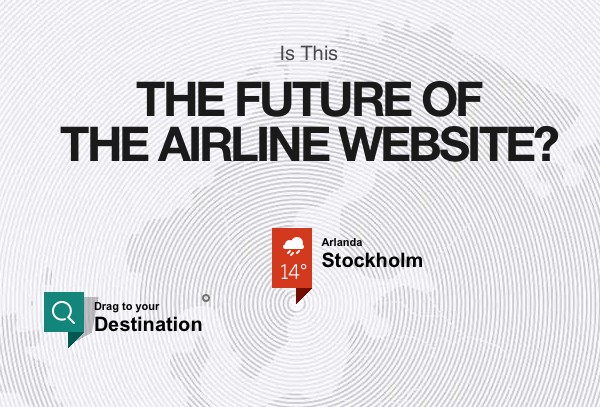 Is This
THE FUTURE OF
THE AIRLINE WEBSITE?
Arlanda
14° Stockholm
Drag to your
Destination